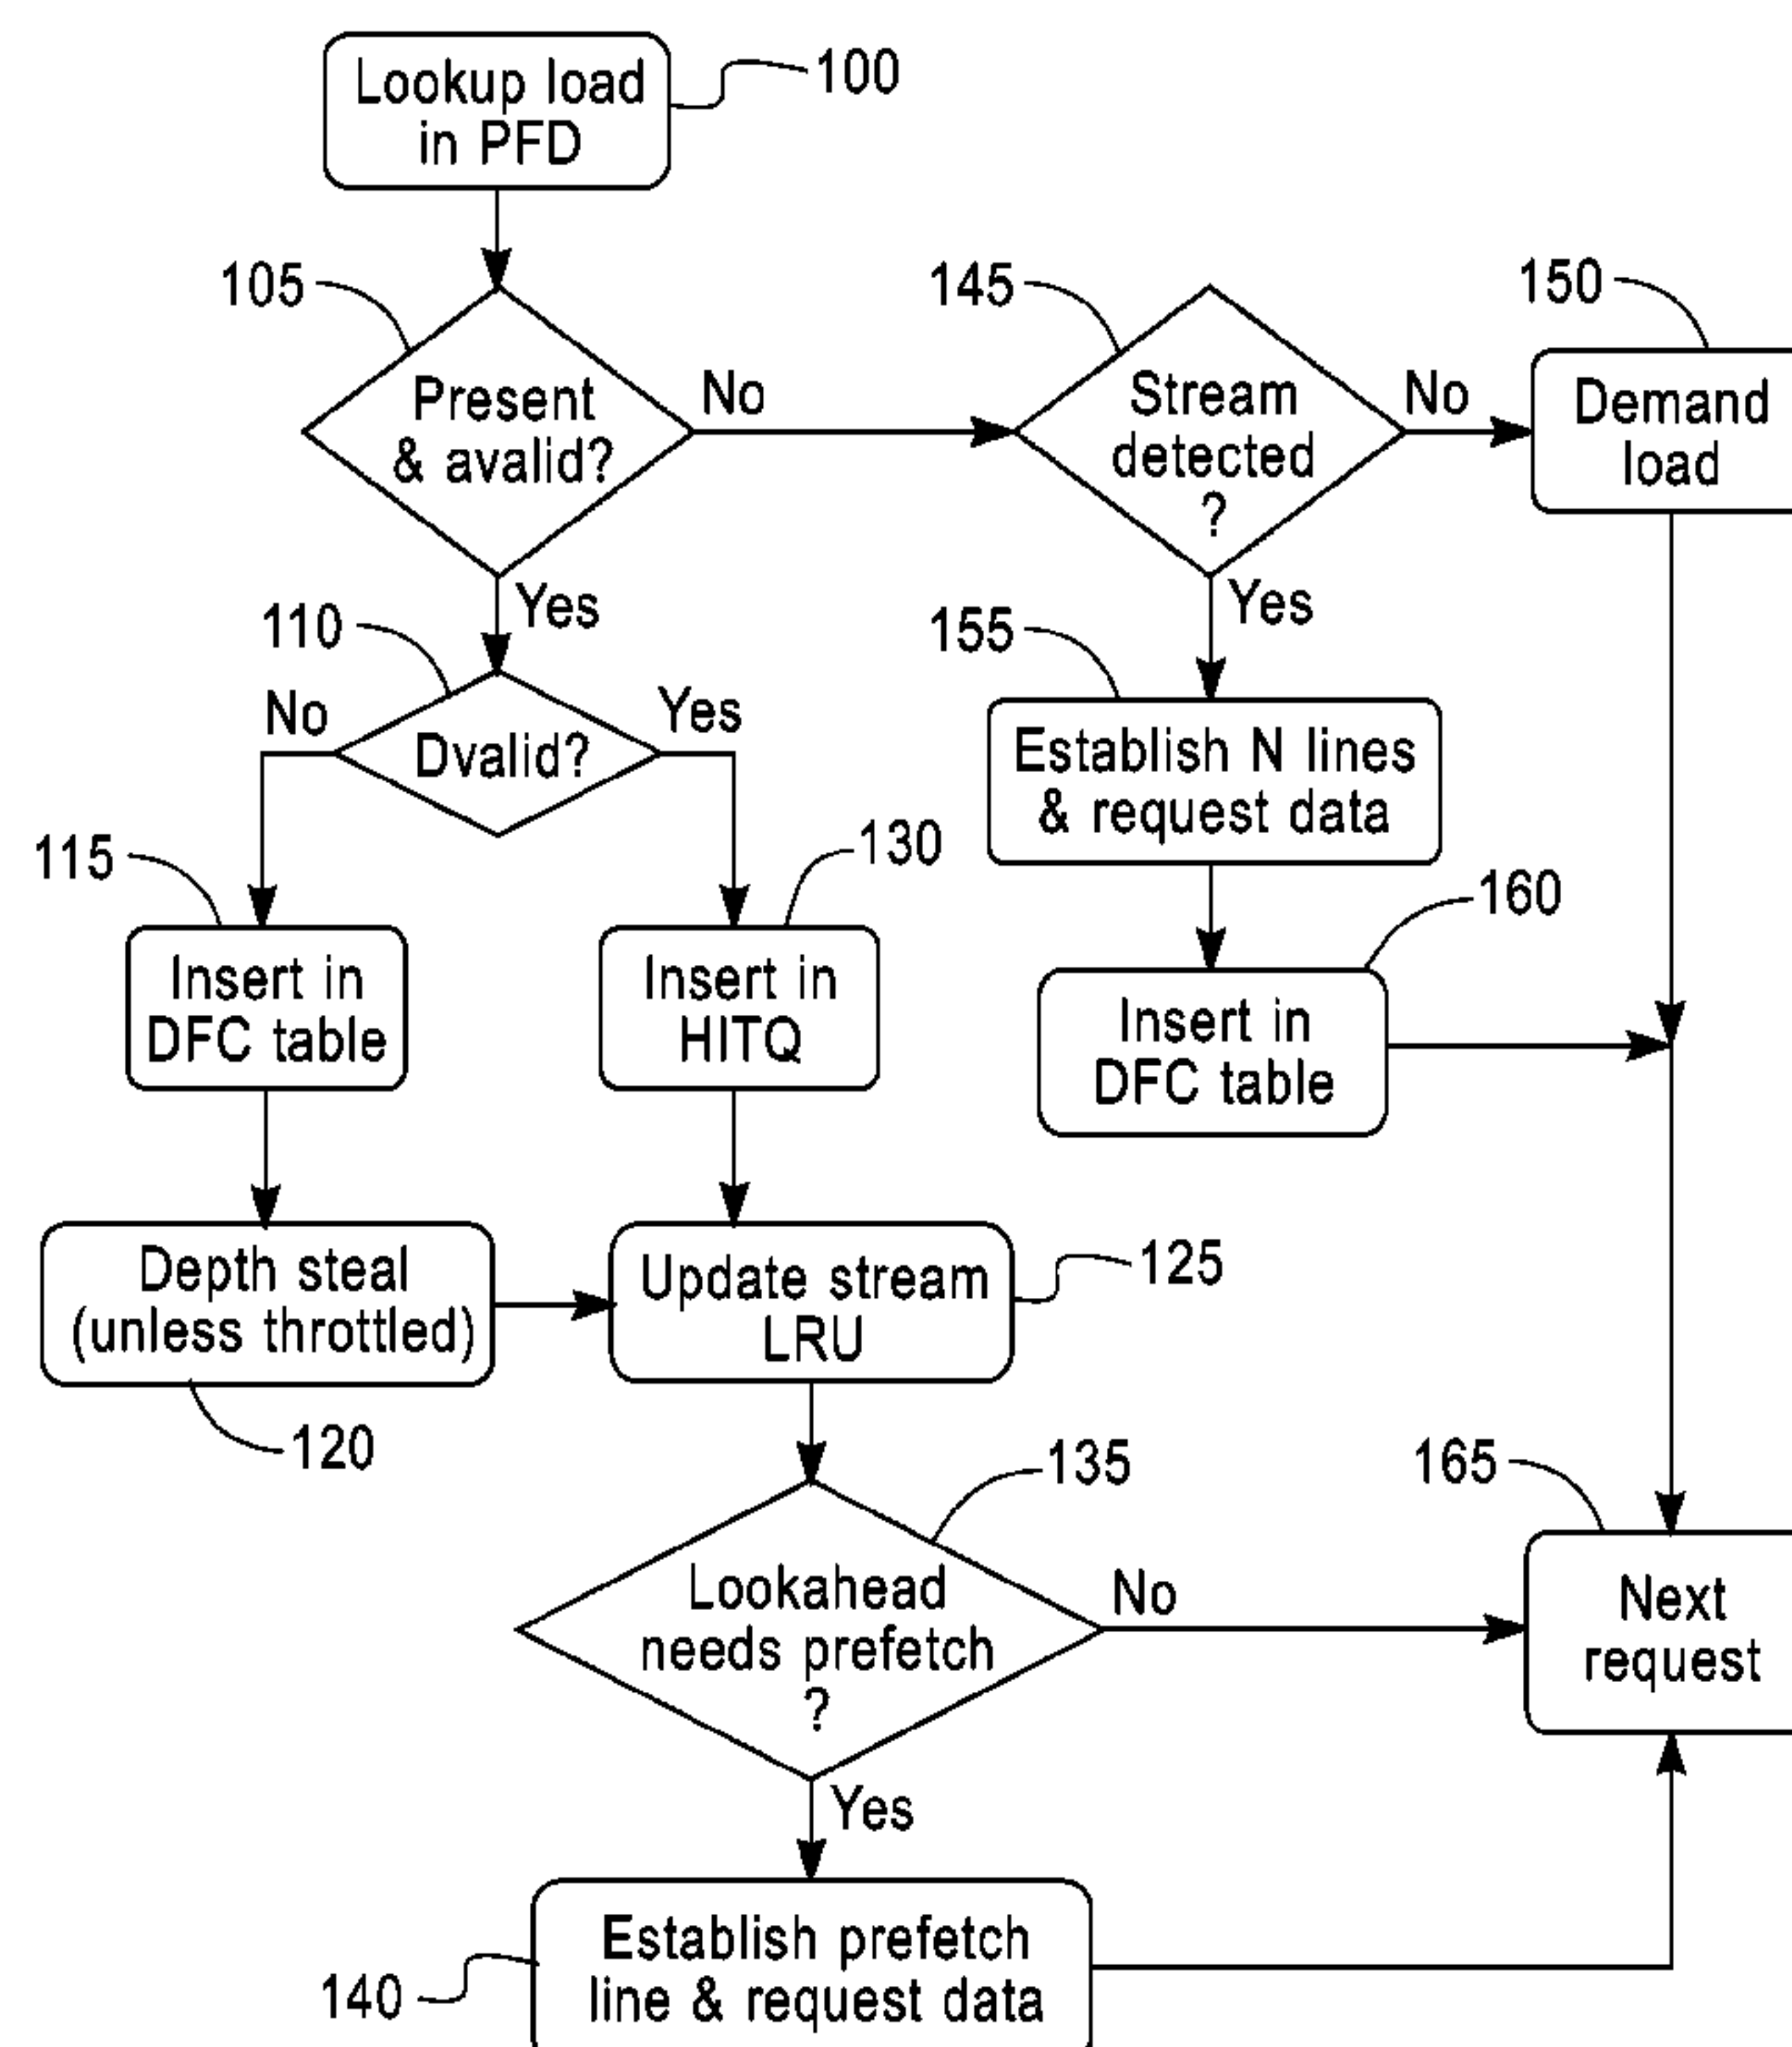 Lookup load
in PFD
100
105
145
150
Present
& avalid?
No
Stream
detected
?
No
Demand
load
Yes
Yes
110
155
No
Dvalid?
Yes
Establish N lines
& request data
115
130
160
Insert in
DFC table
Insert in
HITQ
Insert in
DFC table
Depth steal
(unless throttled)
Update stream
LRU
125
120
135
165
Lookahead
needs prefetch
?
No
Next
request
Yes
Establish prefetch
line & request data
140